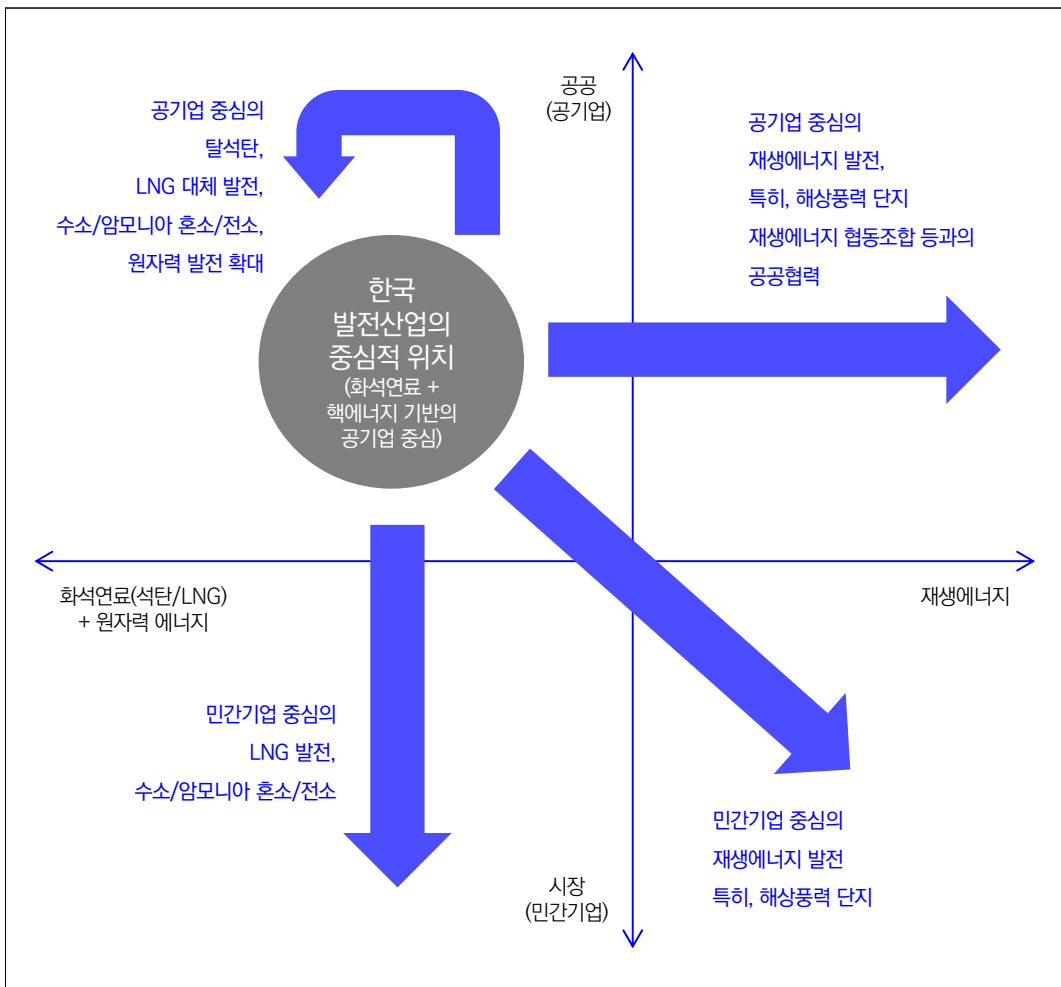 공공
(공기업)
공기업 중심의
탈석탄,
LNG 대체 발전,
수소/암모니아 혼소/전소,
원자력 발전 확대
공기업 중심의
재생에너지 발전,
특히, 해상풍력 단지
재생에너지 협동조합 등과의
공공협력
한국
발전산업의
중심적 위치
(화석연료 +
핵에너지 기반의
공기업 중심)
화석연료(석탄/LNG)
+ 원자력 에너지
재생에너지
민간기업 중심의
LNG 발전,
수소/암모니아 혼소/전소
민간기업 중심의
재생에너지 발전
특히, 해상풍력 단지
시장
(민간기업)